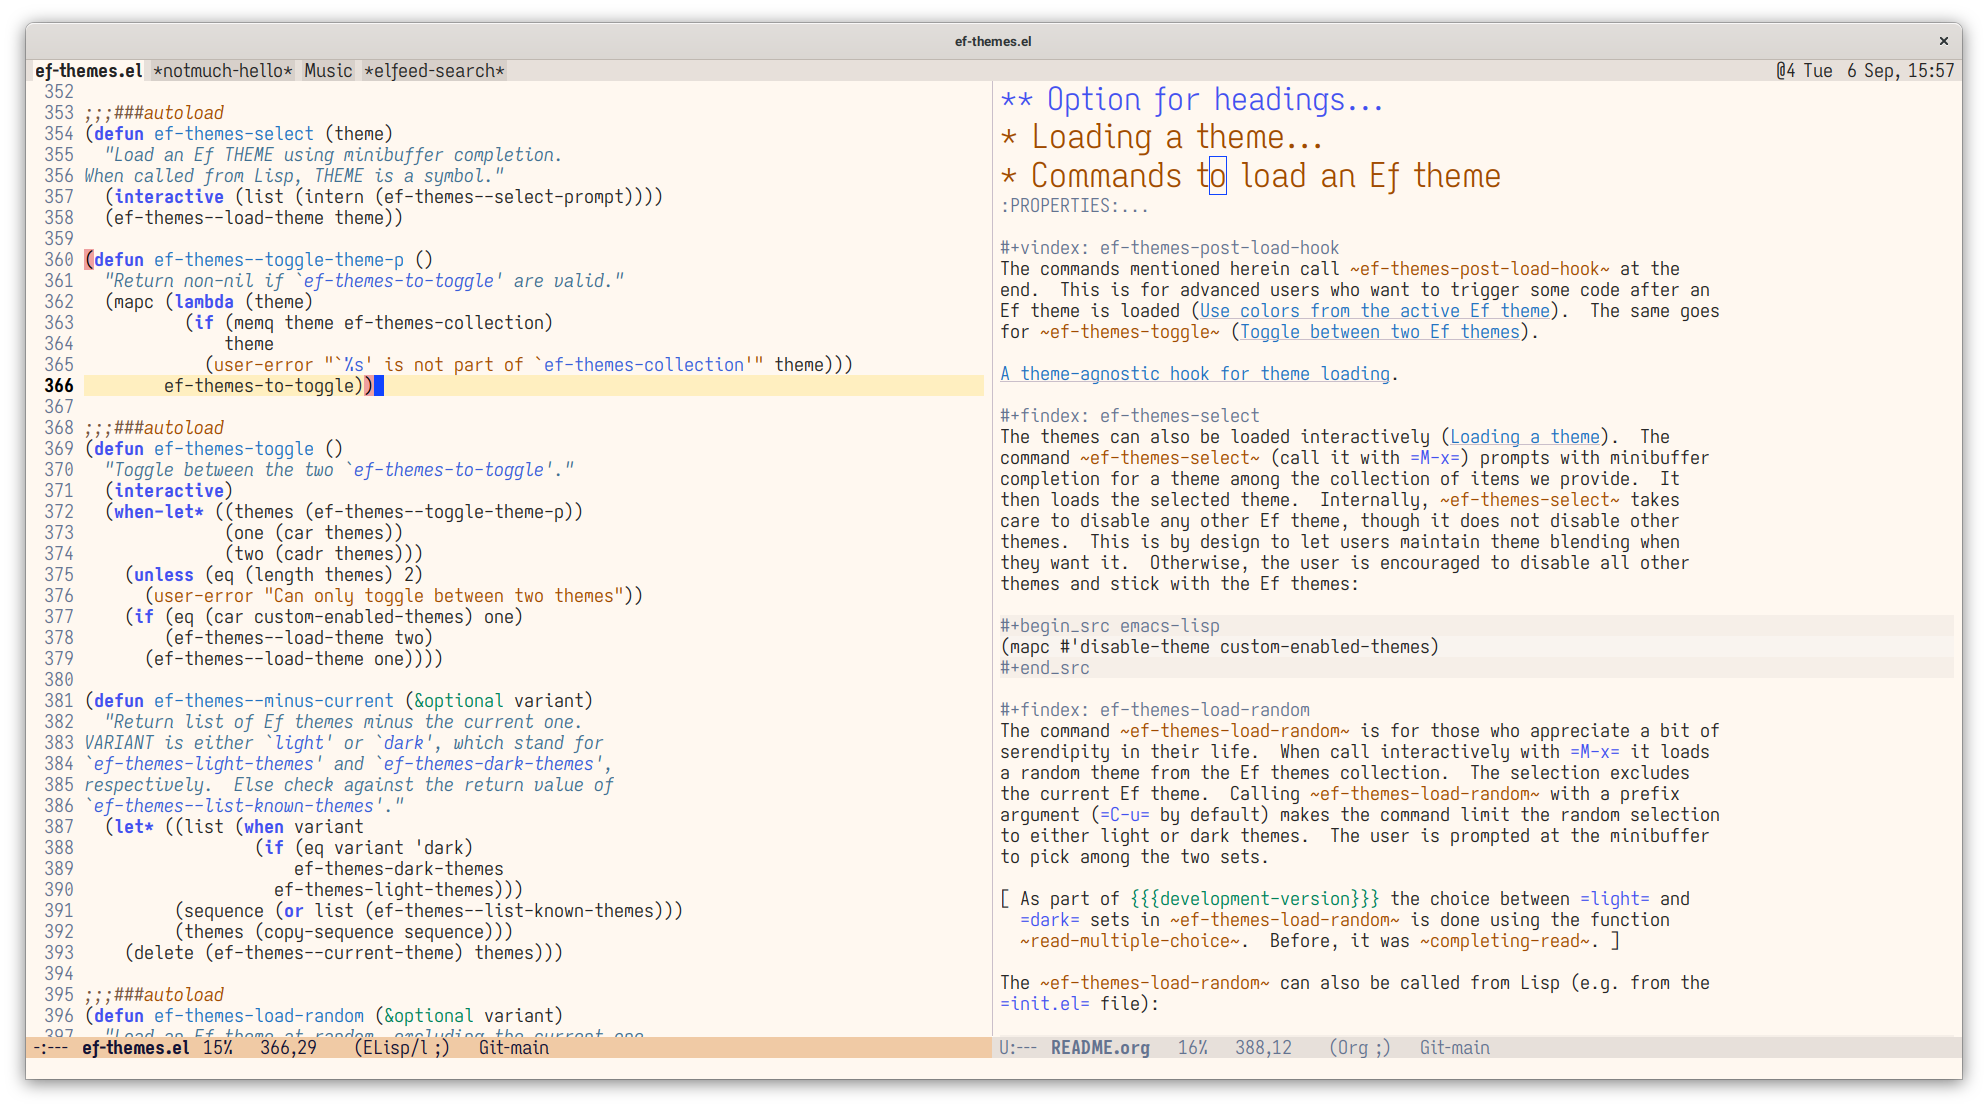 ef-themes.el ×
ef-themes.el *notmuch-hello* Music *elfeed-search* @4 Tue  6 Sep, 15:57
352
353 ;;;###autoload
354 (defun ef-themes-select (theme)
355   "Load an Ef THEME using minibuffer completion.
356 When called from Lisp, THEME is a symbol."
357   (interactive (list (intern (ef-themes--select-prompt))))
358   (ef-themes--load-theme theme))
359
360 (defun ef-themes--toggle-theme-p ()
361   "Return non-nil if `ef-themes-to-toggle' are valid."
362   (mapc (lambda (theme)
363           (if (memq theme ef-themes-collection)
364               theme
365             (user-error "`%s' is not part of `ef-themes-collection'" theme)))
366         ef-themes-to-toggle))
367
368 ;;;###autoload
369 (defun ef-themes-toggle ()
370   "Toggle between the two `ef-themes-to-toggle'."
371   (interactive)
372   (when-let* ((themes (ef-themes--toggle-theme-p))
373               (one (car themes))
374               (two (cadr themes)))
375     (unless (eq (length themes) 2)
376       (user-error "Can only toggle between two themes"))
377     (if (eq (car custom-enabled-themes) one)
378         (ef-themes--load-theme two)
379       (ef-themes--load-theme one))))
380
381 (defun ef-themes--minus-current (&optional variant)
382   "Return list of Ef themes minus the current one.
383 VARIANT is either `light' or `dark', which stand for
384 `ef-themes-light-themes' and `ef-themes-dark-themes',
385 respectively.  Else check against the return value of
386 `ef-themes--list-known-themes'."
387   (let* ((list (when variant
388                  (if (eq variant 'dark)
389                      ef-themes-dark-themes
390                    ef-themes-light-themes)))
391          (sequence (or list (ef-themes--list-known-themes)))
392          (themes (copy-sequence sequence)))
393     (delete (ef-themes--current-theme) themes)))
394
395 ;;;###autoload
396 (defun ef-themes-load-random (&optional variant)
397   "Load an Ef theme at random, excluding the current one.
-:---  ef-themes.el  15%   366,29    (ELisp/l ;)   Git-main
** Option for headings...
* Loading a theme...
* Commands to load an Ef theme
:PROPERTIES:...
#+vindex: ef-themes-post-load-hook
The commands mentioned herein call ~ef-themes-post-load-hook~ at the
end.  This is for advanced users who want to trigger some code after an
Ef theme is loaded (Use colors from the active Ef theme).  The same goes
for ~ef-themes-toggle~ (Toggle between two Ef themes).
A theme-agnostic hook for theme loading.
#+findex: ef-themes-select
The themes can also be loaded interactively (Loading a theme).  The
command ~ef-themes-select~ (call it with =M-x=) prompts with minibuffer
completion for a theme among the collection of items we provide.  It
then loads the selected theme.  Internally, ~ef-themes-select~ takes
care to disable any other Ef theme, though it does not disable other
themes.  This is by design to let users maintain theme blending when
they want it.  Otherwise, the user is encouraged to disable all other
themes and stick with the Ef themes:
#+begin_src emacs-lisp
(mapc #'disable-theme custom-enabled-themes)
#+end_src
#+findex: ef-themes-load-random
The command ~ef-themes-load-random~ is for those who appreciate a bit of
serendipity in their life.  When call interactively with =M-x= it loads
a random theme from the Ef themes collection.  The selection excludes
the current Ef theme.  Calling ~ef-themes-load-random~ with a prefix
argument (=C-u= by default) makes the command limit the random selection
to either light or dark themes.  The user is prompted at the minibuffer
to pick among the two sets.
[ As part of {{{development-version}}} the choice between =light= and
  =dark= sets in ~ef-themes-load-random~ is done using the function
  ~read-multiple-choice~.  Before, it was ~completing-read~. ]
The ~ef-themes-load-random~ can also be called from Lisp (e.g. from the
=init.el= file):
U:---  README.org   16%   388,12    (Org ;)   Git-main